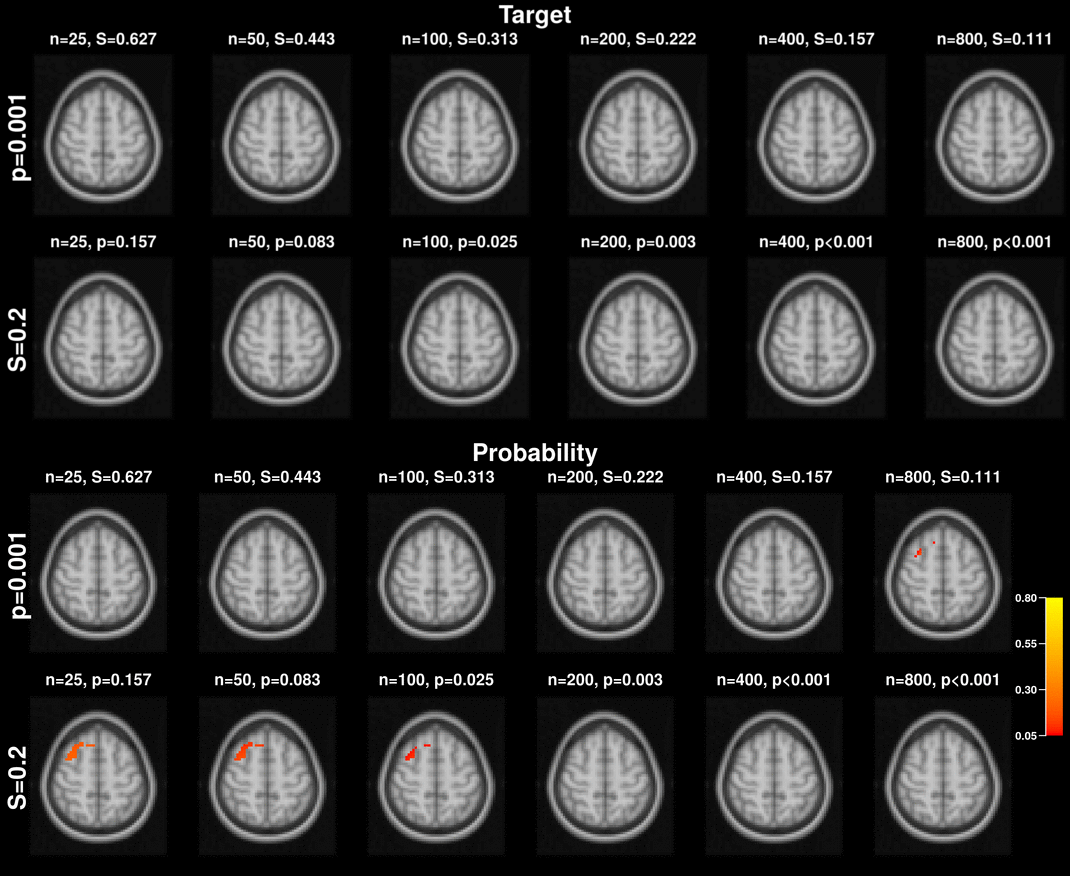 Target
n=25, S=0.627 n=50, S=0.443 n=100, S=0.313 n=200, S=0.222 n=400, S=0.157 n=800, S=0.111
p=0.001
n=25, p=0.157 n=50, p=0.083 n=100, p=0.025 n=200, p=0.003 n=400, p<0.001 n=800, p<0.001
S=0.2
Probability
n=25, S=0.627 n=50, S=0.443 n=100, S=0.313 n=200, S=0.222 n=400, S=0.157 n=800, S=0.111
p=0.001
0.80
0.55
0.30
0.05
n=25, p=0.157 n=50, p=0.083 n=100, p=0.025 n=200, p=0.003 n=400, p<0.001 n=800, p<0.001
S=0.2